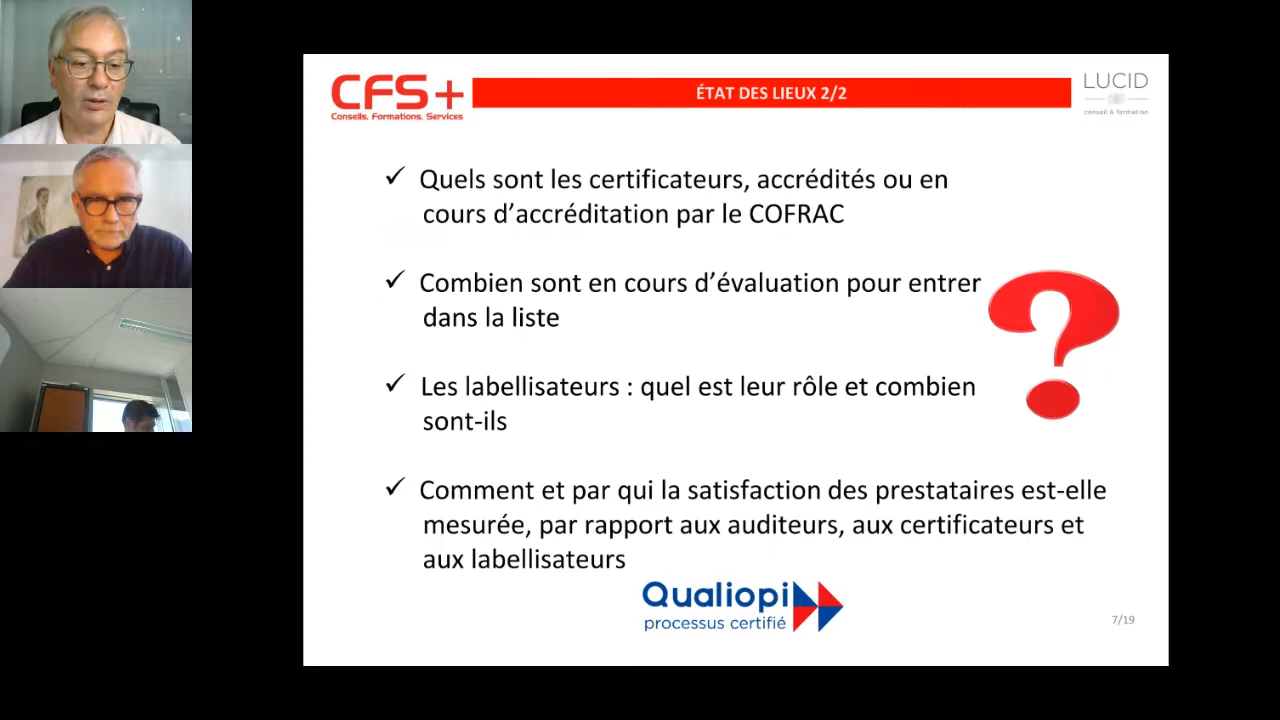 CFS+
Conseils, Formations, Services
ÉTAT DES LIEUX 2/2
LUCID
conseil & formation
✓ Quels sont les certificateurs, accrédités ou en
cours d’accréditation par le COFRAC
✓ Combien sont en cours d’évaluation pour entrer
dans la liste
✓ Les labellisateurs : quel est leur rôle et combien
sont-ils
✓ Comment et par qui la satisfaction des prestataires est-elle
mesurée, par rapport aux auditeurs, aux certificateurs et
aux labellisateurs
?
Qualiopi
processus certifié
7/19